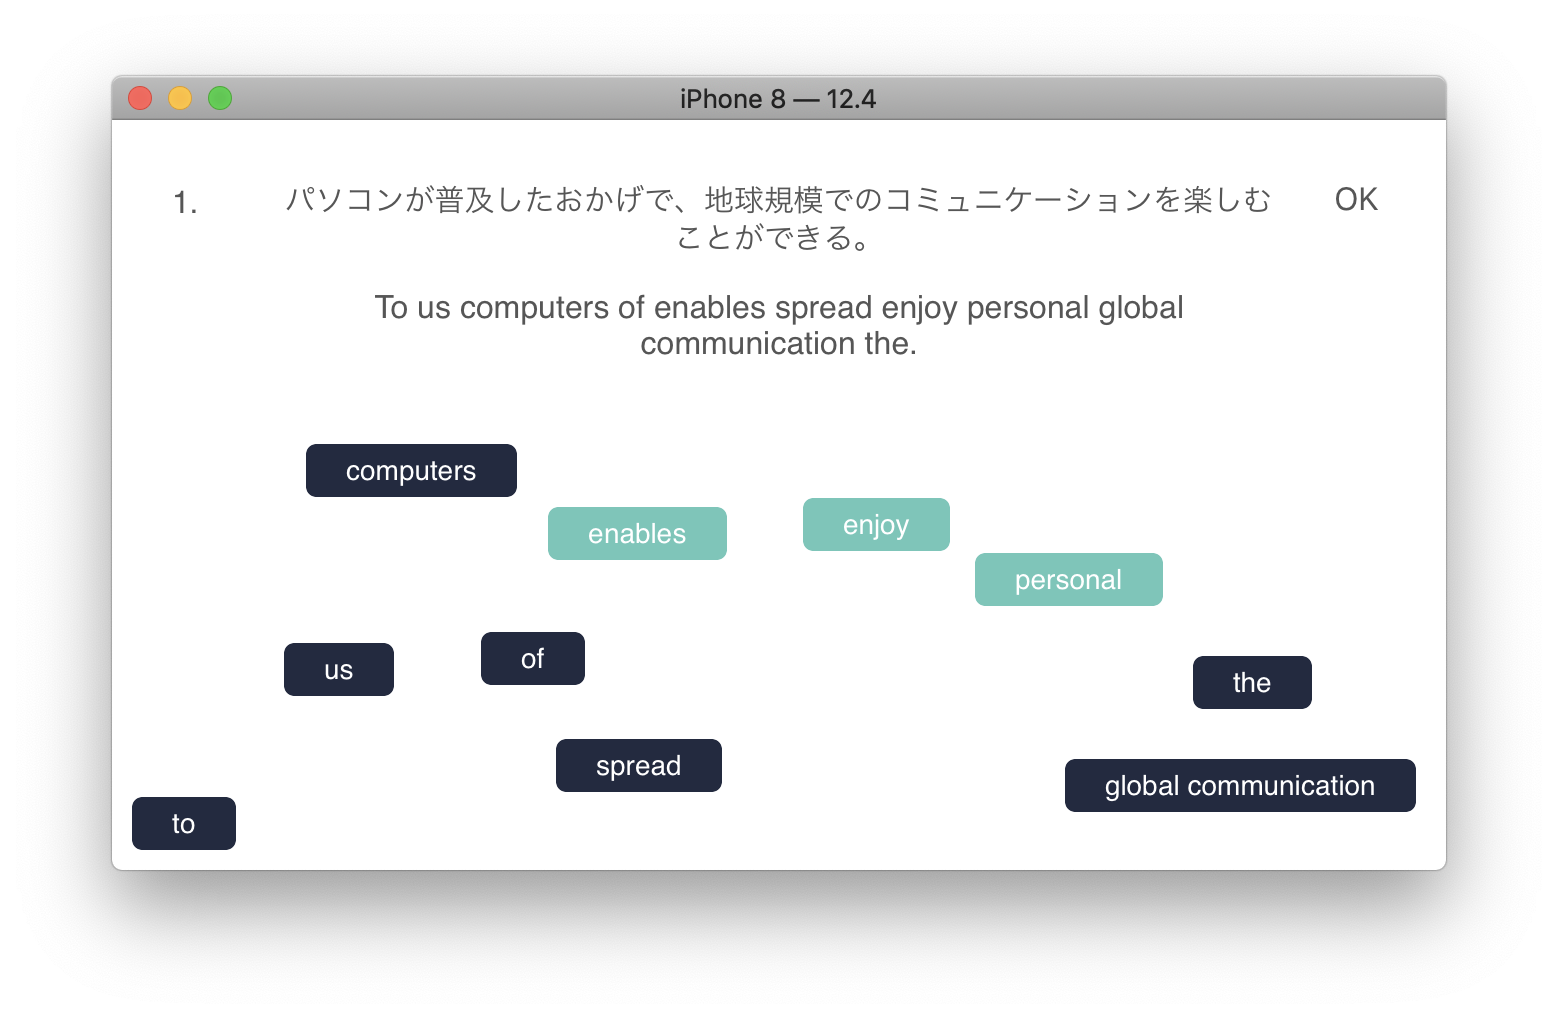 iPhone 8 — 12.4
1.
パソコンが普及したおかげで、地球規模でのコミュニケーションを楽しむ
ことができる。
OK
To us computers of enables spread enjoy personal global
communication the.
computers
enables
enjoy
personal
us
of
the
spread
global communication
to